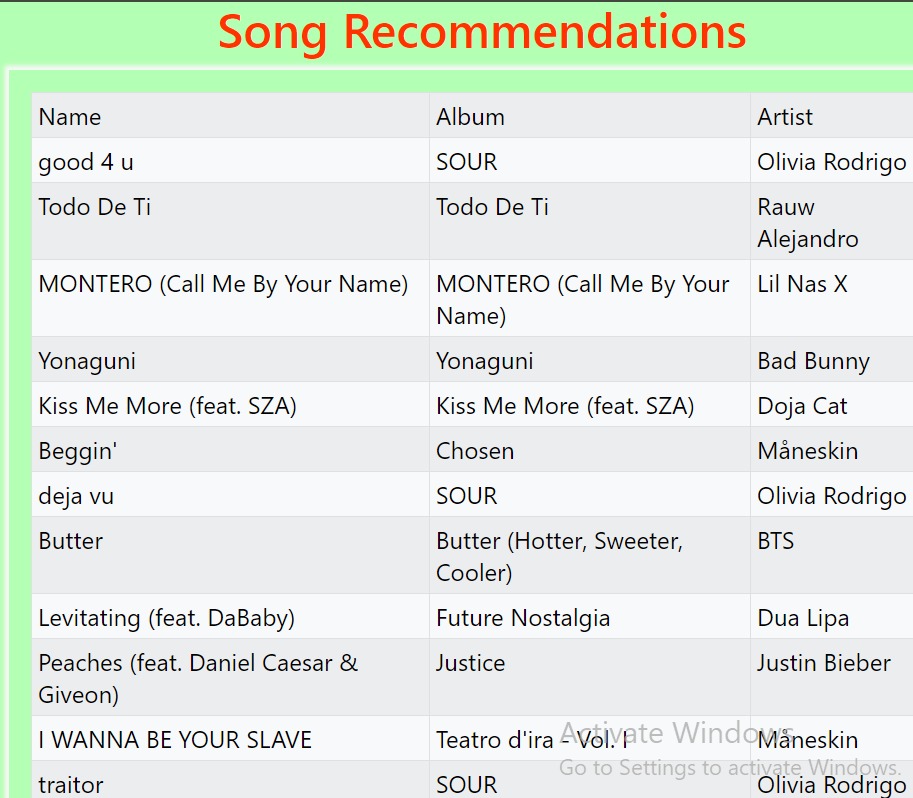 Song Recommendations
Name Album Artist
good 4 u SOUR Olivia Rodrigo
Todo De Ti Todo De Ti Rauw
Alejandro
MONTERO (Call Me By Your Name) MONTERO (Call Me By Your Lil Nas X
Name)
Yonaguni Yonaguni Bad Bunny
Kiss Me More (feat. SZA) Kiss Me More (feat. SZA) Doja Cat
Beggin' Chosen Måneskin
deja vu SOUR Olivia Rodrigo
Butter Butter (Hotter, Sweeter, BTS
Cooler)
Levitating (feat. DaBaby) Future Nostalgia Dua Lipa
Peaches (feat. Daniel Caesar & Justice Justin Bieber
Giveon)
I WANNA BE YOUR SLAVE Teatro d'ira - Vol. I Måneskin
Activate Windows
Go to Settings to activate Windows.
traitor SOUR Olivia Rodrigo